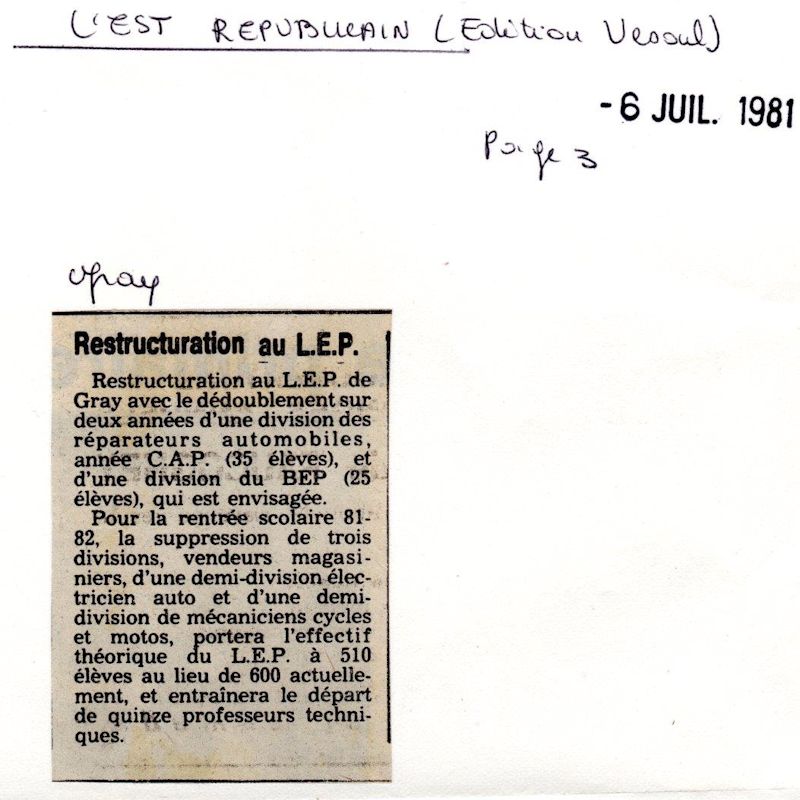 L'EST REPUBLICAIN (Edition Vesoul)
-6 JUIL. 1981
Page 3
Gray
Restructuration au L.E.P.
Restructuration au L.E.P. de
Gray avec le dédoublement sur
deux années d'une division des
réparateurs automobiles,
année C.A.P. (35 élèves), et
d'une division du BEP (25
élèves), qui est envisagée.
Pour la rentrée scolaire 81-
82, la suppression de trois
divisions, vendeurs magasi-
niers, d'une demi-division élec-
tricien auto et d'une demi-
division de mécaniciens cycles
et motos, portera l'effectif
théorique du L.E.P. à 510
élèves au lieu de 600 actuelle-
ment, et entraînera le départ
de quinze professeurs techni-
ques.